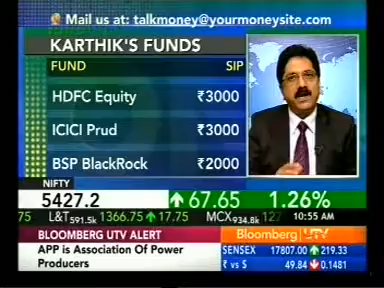 Mail us at: talkmoney@yourmoneysite.com
KARTHIK'S FUNDS
FUND SIP
HDFC Equity ₹3000
ICICI Prud ₹3000
BSP BlackRock ₹2000
NIFTY
5427.2 67.65 1.26%
75 L&T 591.5k 1366.75 17.75 MCX 934.8k 127 10:55 AM
BLOOMBERG UTV ALERT
APP is Association Of Power
Producers
Bloomberg UTV
SENSEX 17807.00 219.33
₹ vs $ 49.84 0.1481